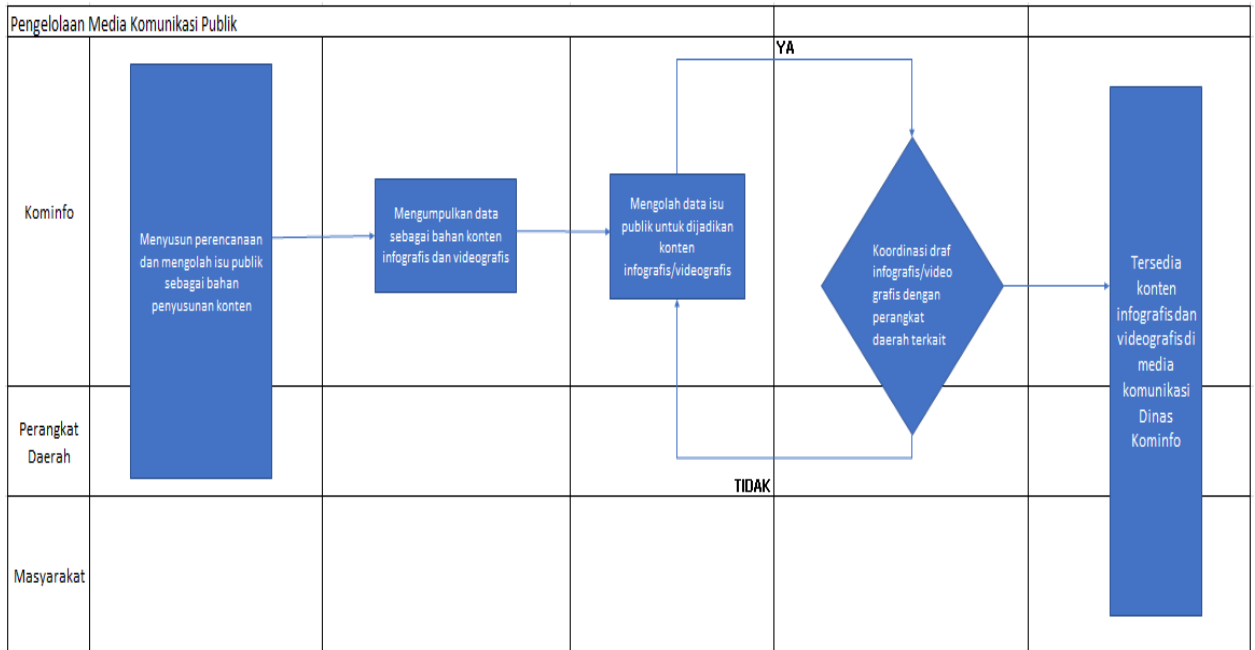 Pengelolaan Media Komunikasi Publik
YA
Kominfo
Menyusun perencanaan
dan mengolah isu publik
sebagai bahan
penyusunan konten
Mengumpulkan data
sebagai bahan konten
infografis dan videografis
Mengolah data isu
publik untuk dijadikan
konten
infografis/videografis
Koordinasi draf
infografis/video
grafis dengan
perangkat
daerah terkait
Tersedia
konten
infografis dan
videografis di
media
komunikasi
Dinas
Kominfo
Perangkat
Daerah
TIDAK
Masyarakat